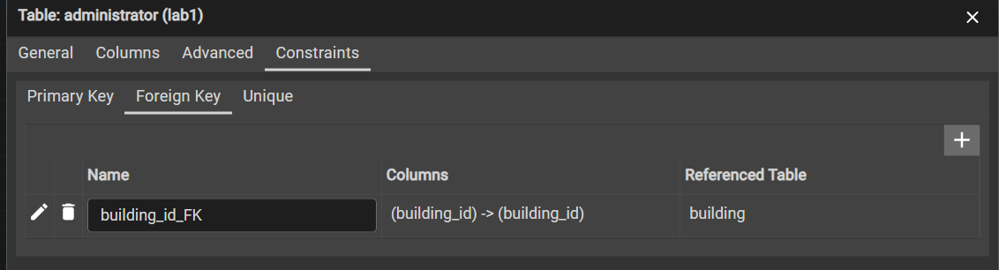 Table: administrator (lab1)
General Columns Advanced Constraints
Primary Key Foreign Key Unique
Name Columns Referenced Table
building_id_FK (building_id) -> (building_id) building